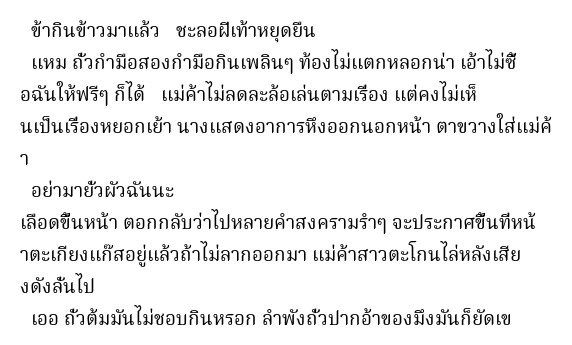 ข้ากินข้าวมาแล้ว   ชะลอฝีเท้าหยุดยืน
แหม ถั่วกำมือสองกำมือกินเพลินๆ ท้องไม่แตกหลอกน่า เอ้าไม่ซื้
อฉันให้ฟรีๆ ก็ได้   แม่ค้าไม่ลดละล้อเล่นตามเรื่อง แต่คงไม่เห็
นเป็นเรื่องหยอกเย้า นางแสดงอาการหึงออกนอกหน้า ตาขวางใส่แม่ค้
า
อย่ามายั่วผัวฉันนะ
เลือดขึ้นหน้า ตอกกลับว่าไปหลายคำสงครามรำๆ จะประกาศขึ้นที่หน้
าตะเกียงแก๊สอยู่แล้วถ้าไม่ลากออกมา แม่ค้าสาวตะโกนไล่หลังเสีย
งดังลั่นไป
เออ ถั่วต้มมันไม่ชอบกินหรอก ลำพังถั่วปากอ้าของมึงมันก็ยัดเข